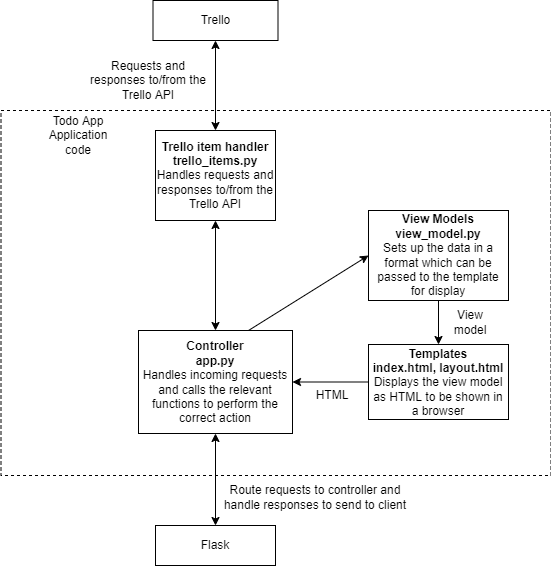 Trello
Requests and
responses to/from the
Trello API
Todo App
Application
code
Trello item handler
trello_items.py
Handles requests and
responses to/from the
Trello API
View Models
view_model.py
Sets up the data in a
format which can be
passed to the template
for display
View
model
Controller
app.py
Handles incoming requests
and calls the relevant
functions to perform the
correct action
Templates
index.html, layout.html
Displays the view model
as HTML to be shown in
a browser
HTML
Route requests to controller and
handle responses to send to client
Flask